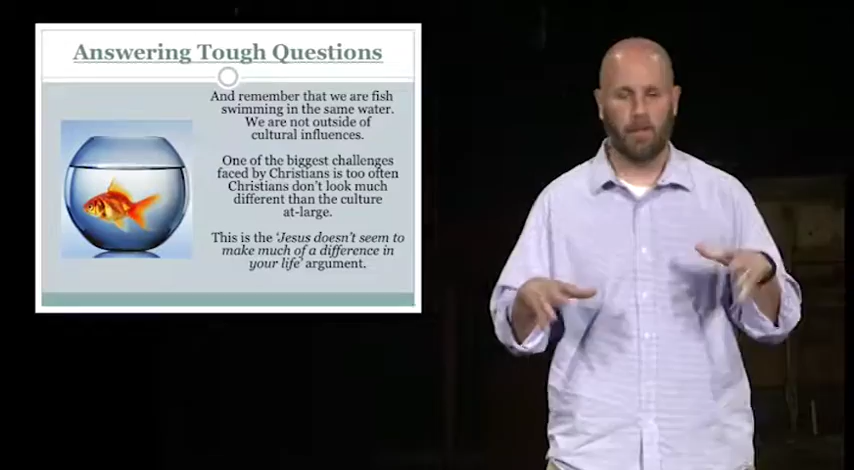 Answering Tough Questions
And remember that we are fish
swimming in the same water.
We are not outside of
cultural influences.
One of the biggest challenges
faced by Christians is too often
Christians don't look much
different than the culture
at-large.
This is the 'Jesus doesn't seem to
make much of a difference in
your life' argument.